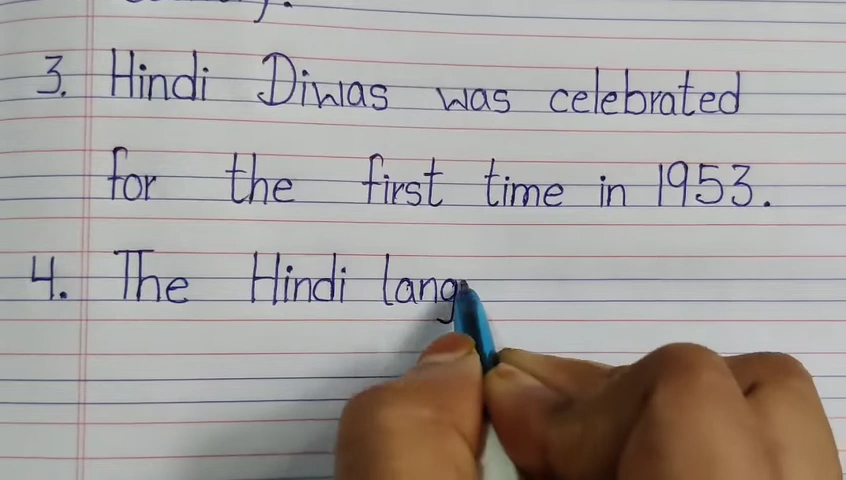 3. Hindi Diwas was celebrated
for the first time in 1953.
4. The Hindi lang